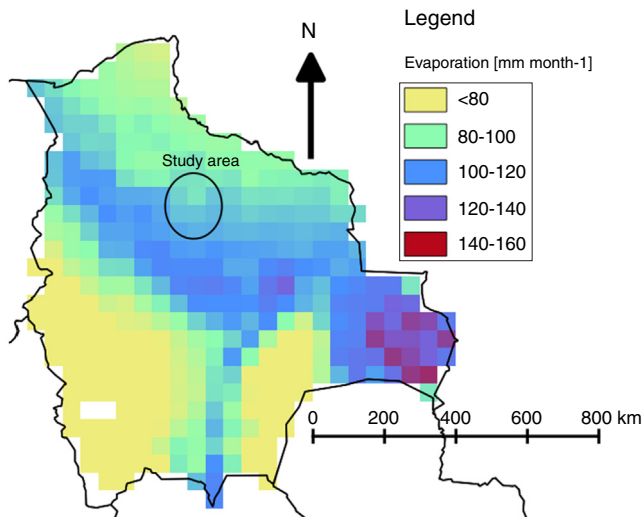 Legend
N
Evaporation [mm month-1]
<80
80-100
100-120
120-140
140-160
Study area
0 200 400 600 800 km